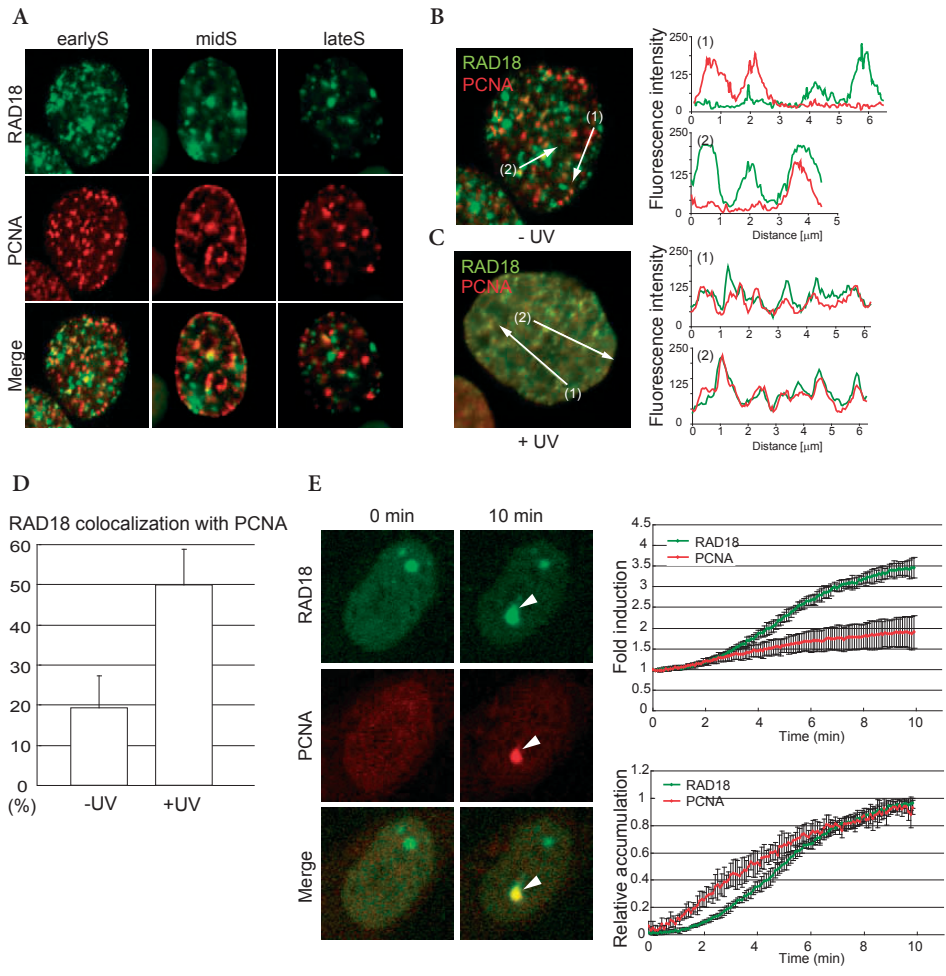 A
earlyS midS lateS
RAD18
PCNA
Merge
B
RAD18
PCNA
(1)
(2)
- UV
Fluorescence intensity
250
125
0
(1)
0 1 2 3 4 5 6
250
125
0
(2)
0 1 2 3 4 5
Distance [µm]
C
RAD18
PCNA
(2)
(1)
+ UV
Fluorescence intensity
250
125
0
(1)
0 1 2 3 4 5 6
250
125
0
(2)
0 1 2 3 4 5 6
Distance [µm]
D
RAD18 colocalization with PCNA
60
50
40
30
20
10
0
(%)
-UV +UV
E
0 min 10 min
RAD18
PCNA
Merge
Fold induction
4.5
4
3.5
3
2.5
2
1.5
1
0.5
0
RAD18
PCNA
0 2 4 6 8 10
Time (min)
Relative accumulation
1.2
1
0.8
0.6
0.4
0.2
0
RAD18
PCNA
0 2 4 6 8 10
Time (min)